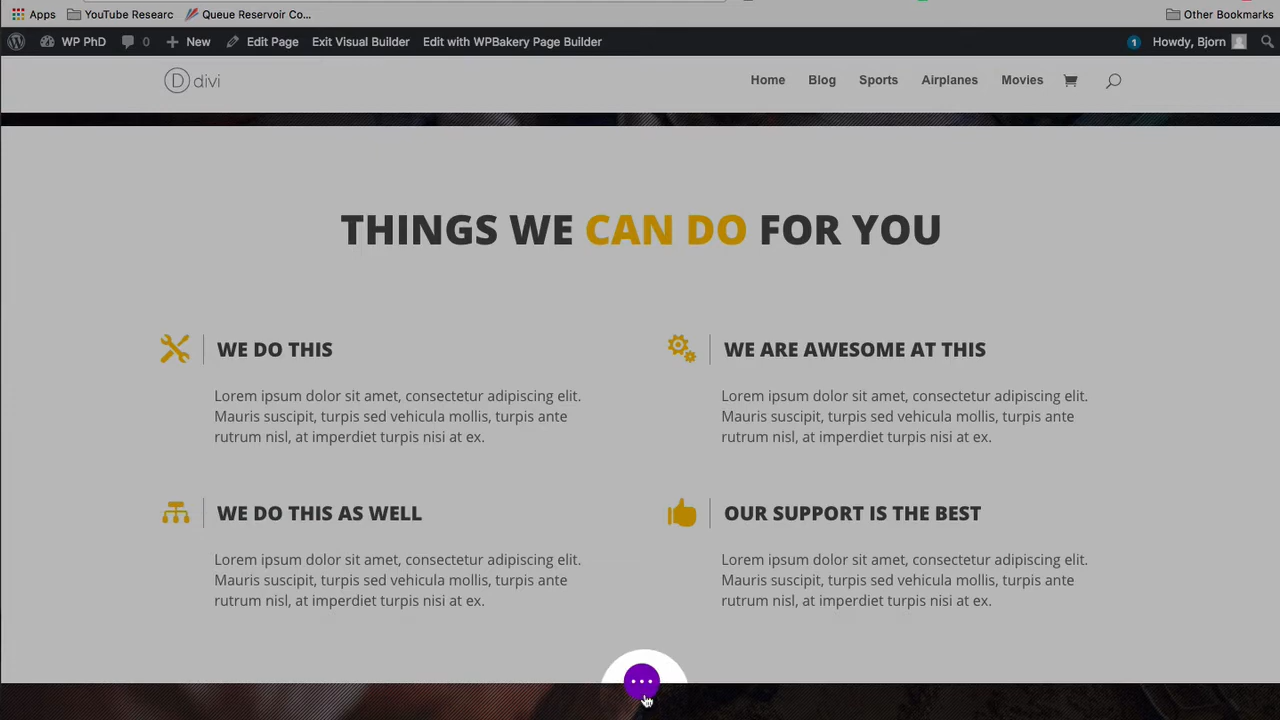 Apps YouTube Researc Queue Reservoir Co... Other Bookmarks
WP PhD 0 New Edit Page Exit Visual Builder Edit with WPBakery Page Builder 1 Howdy, Bjorn
D divi Home Blog Sports Airplanes Movies
THINGS WE CAN DO FOR YOU
WE DO THIS
Lorem ipsum dolor sit amet, consectetur adipiscing elit.
Mauris suscipit, turpis sed vehicula mollis, turpis ante
rutrum nisl, at imperdiet turpis nisi at ex.
WE ARE AWESOME AT THIS
Lorem ipsum dolor sit amet, consectetur adipiscing elit.
Mauris suscipit, turpis sed vehicula mollis, turpis ante
rutrum nisl, at imperdiet turpis nisi at ex.
WE DO THIS AS WELL
Lorem ipsum dolor sit amet, consectetur adipiscing elit.
Mauris suscipit, turpis sed vehicula mollis, turpis ante
rutrum nisl, at imperdiet turpis nisi at ex.
OUR SUPPORT IS THE BEST
Lorem ipsum dolor sit amet, consectetur adipiscing elit.
Mauris suscipit, turpis sed vehicula mollis, turpis ante
rutrum nisl, at imperdiet turpis nisi at ex.